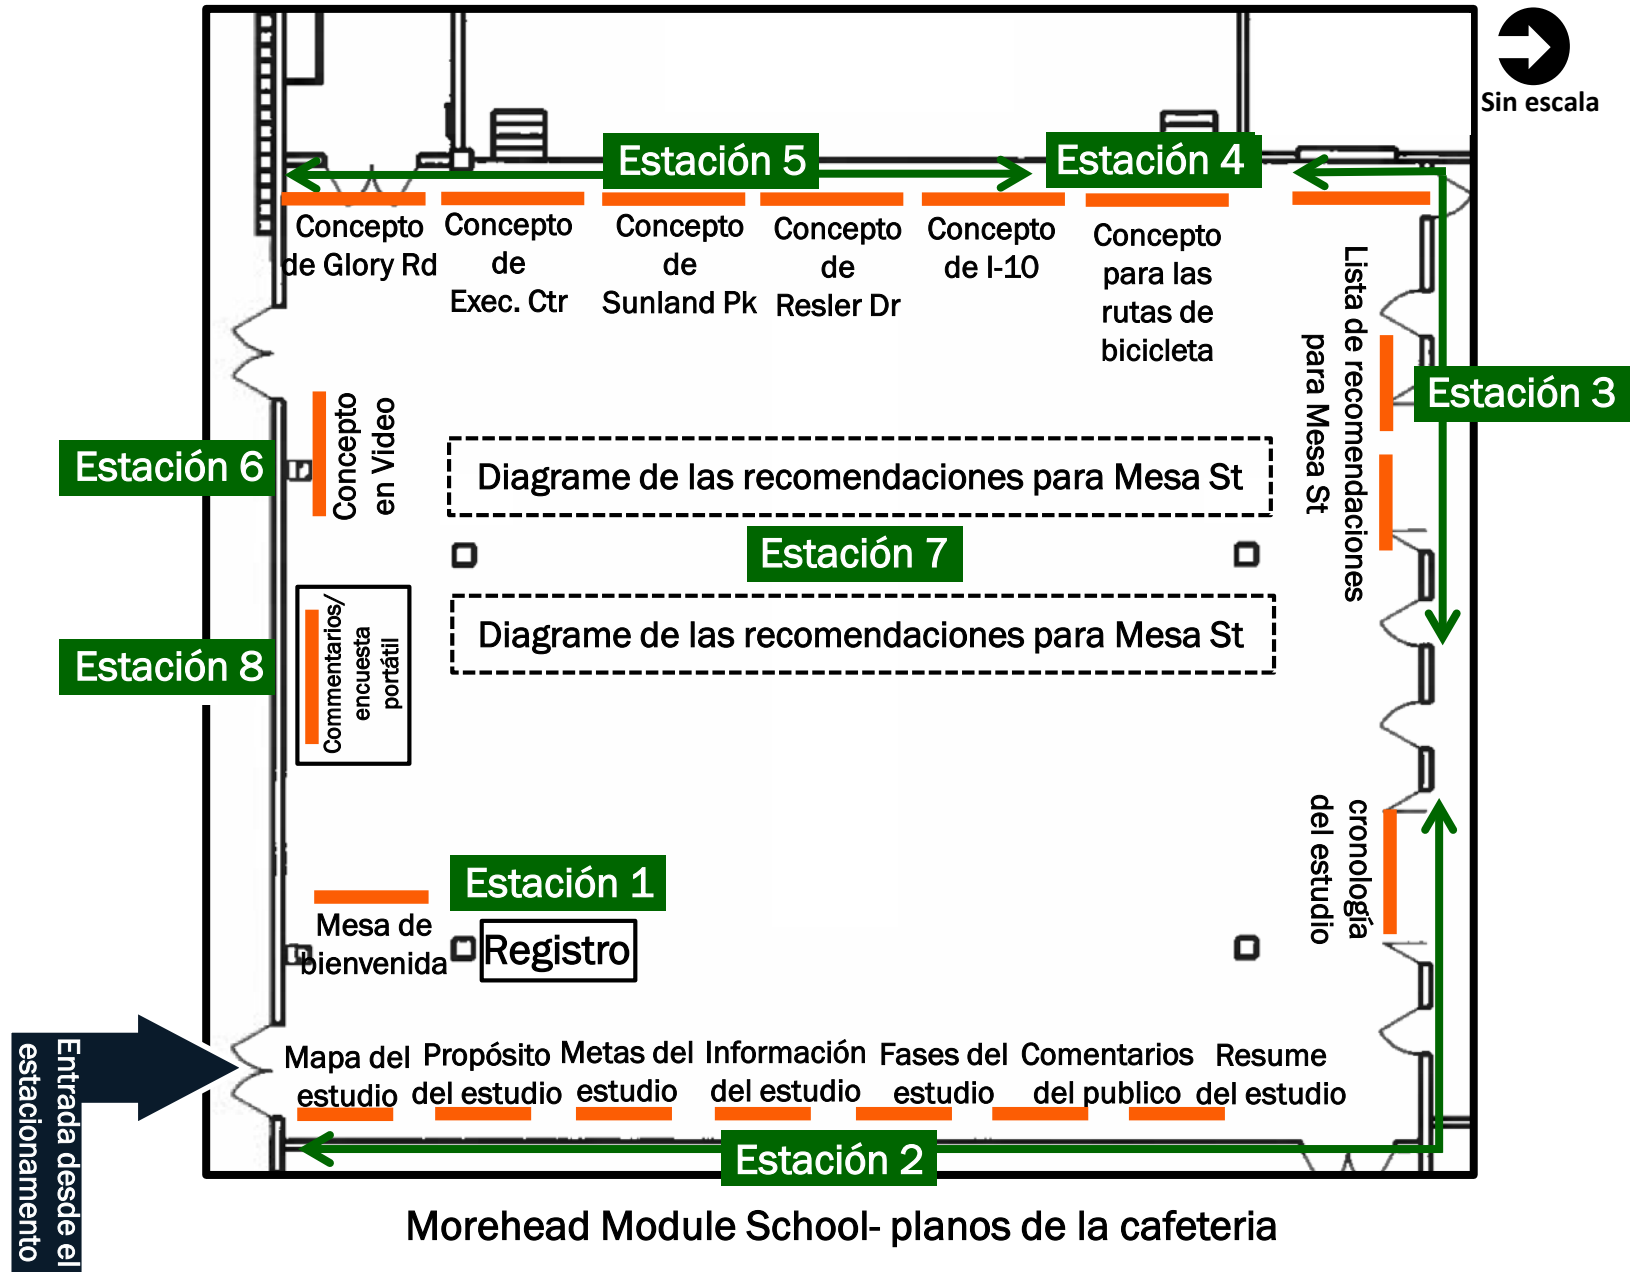 Sin escala
Estación 5
Estación 4
Concepto
de Glory Rd
Concepto
de
Exec. Ctr
Concepto
de
Sunland Pk
Concepto
de
Resler Dr
Concepto
de I-10
Concepto
para las
rutas de
bicicleta
Lista de recomendaciones
para Mesa St
Estación 3
Concepto
en Video
Estación 6
Diagrame de las recomendaciones para Mesa St
Estación 7
Diagrame de las recomendaciones para Mesa St
Estación 8
Commentarios/
encuesta
portátil
cronología
del estudio
Estación 1
Mesa de
bienvenida
Registro
Entrada desde el
estacionamento
Mapa del
estudio
Propósito
del estudio
Metas del
estudio
Información
del estudio
Fases del
estudio
Comentarios
del publico
Resume
del estudio
Estación 2
Morehead Module School- planos de la cafeteria